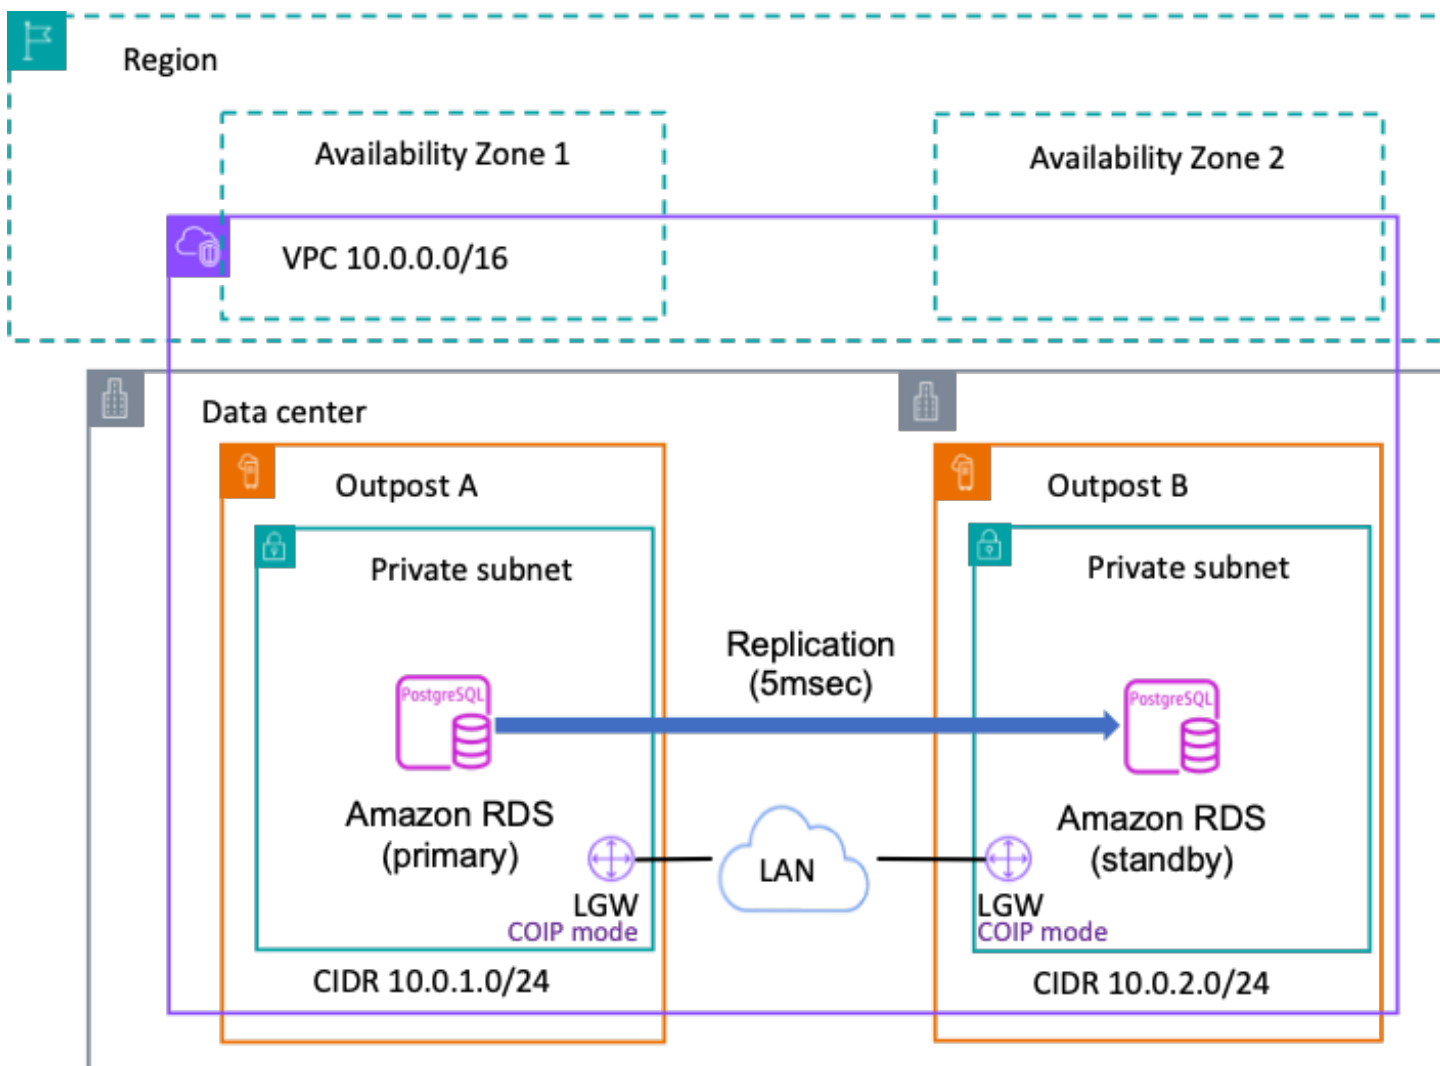 Region
Availability Zone 1
Availability Zone 2
VPC 10.0.0.0/16
Data center
Outpost A
Outpost B
Private subnet
Private subnet
Replication
(5msec)
PostgreSQL
PostgreSQL
Amazon RDS
(primary)
Amazon RDS
(standby)
LAN
LGW
COIP mode
LGW
COIP mode
CIDR 10.0.1.0/24
CIDR 10.0.2.0/24